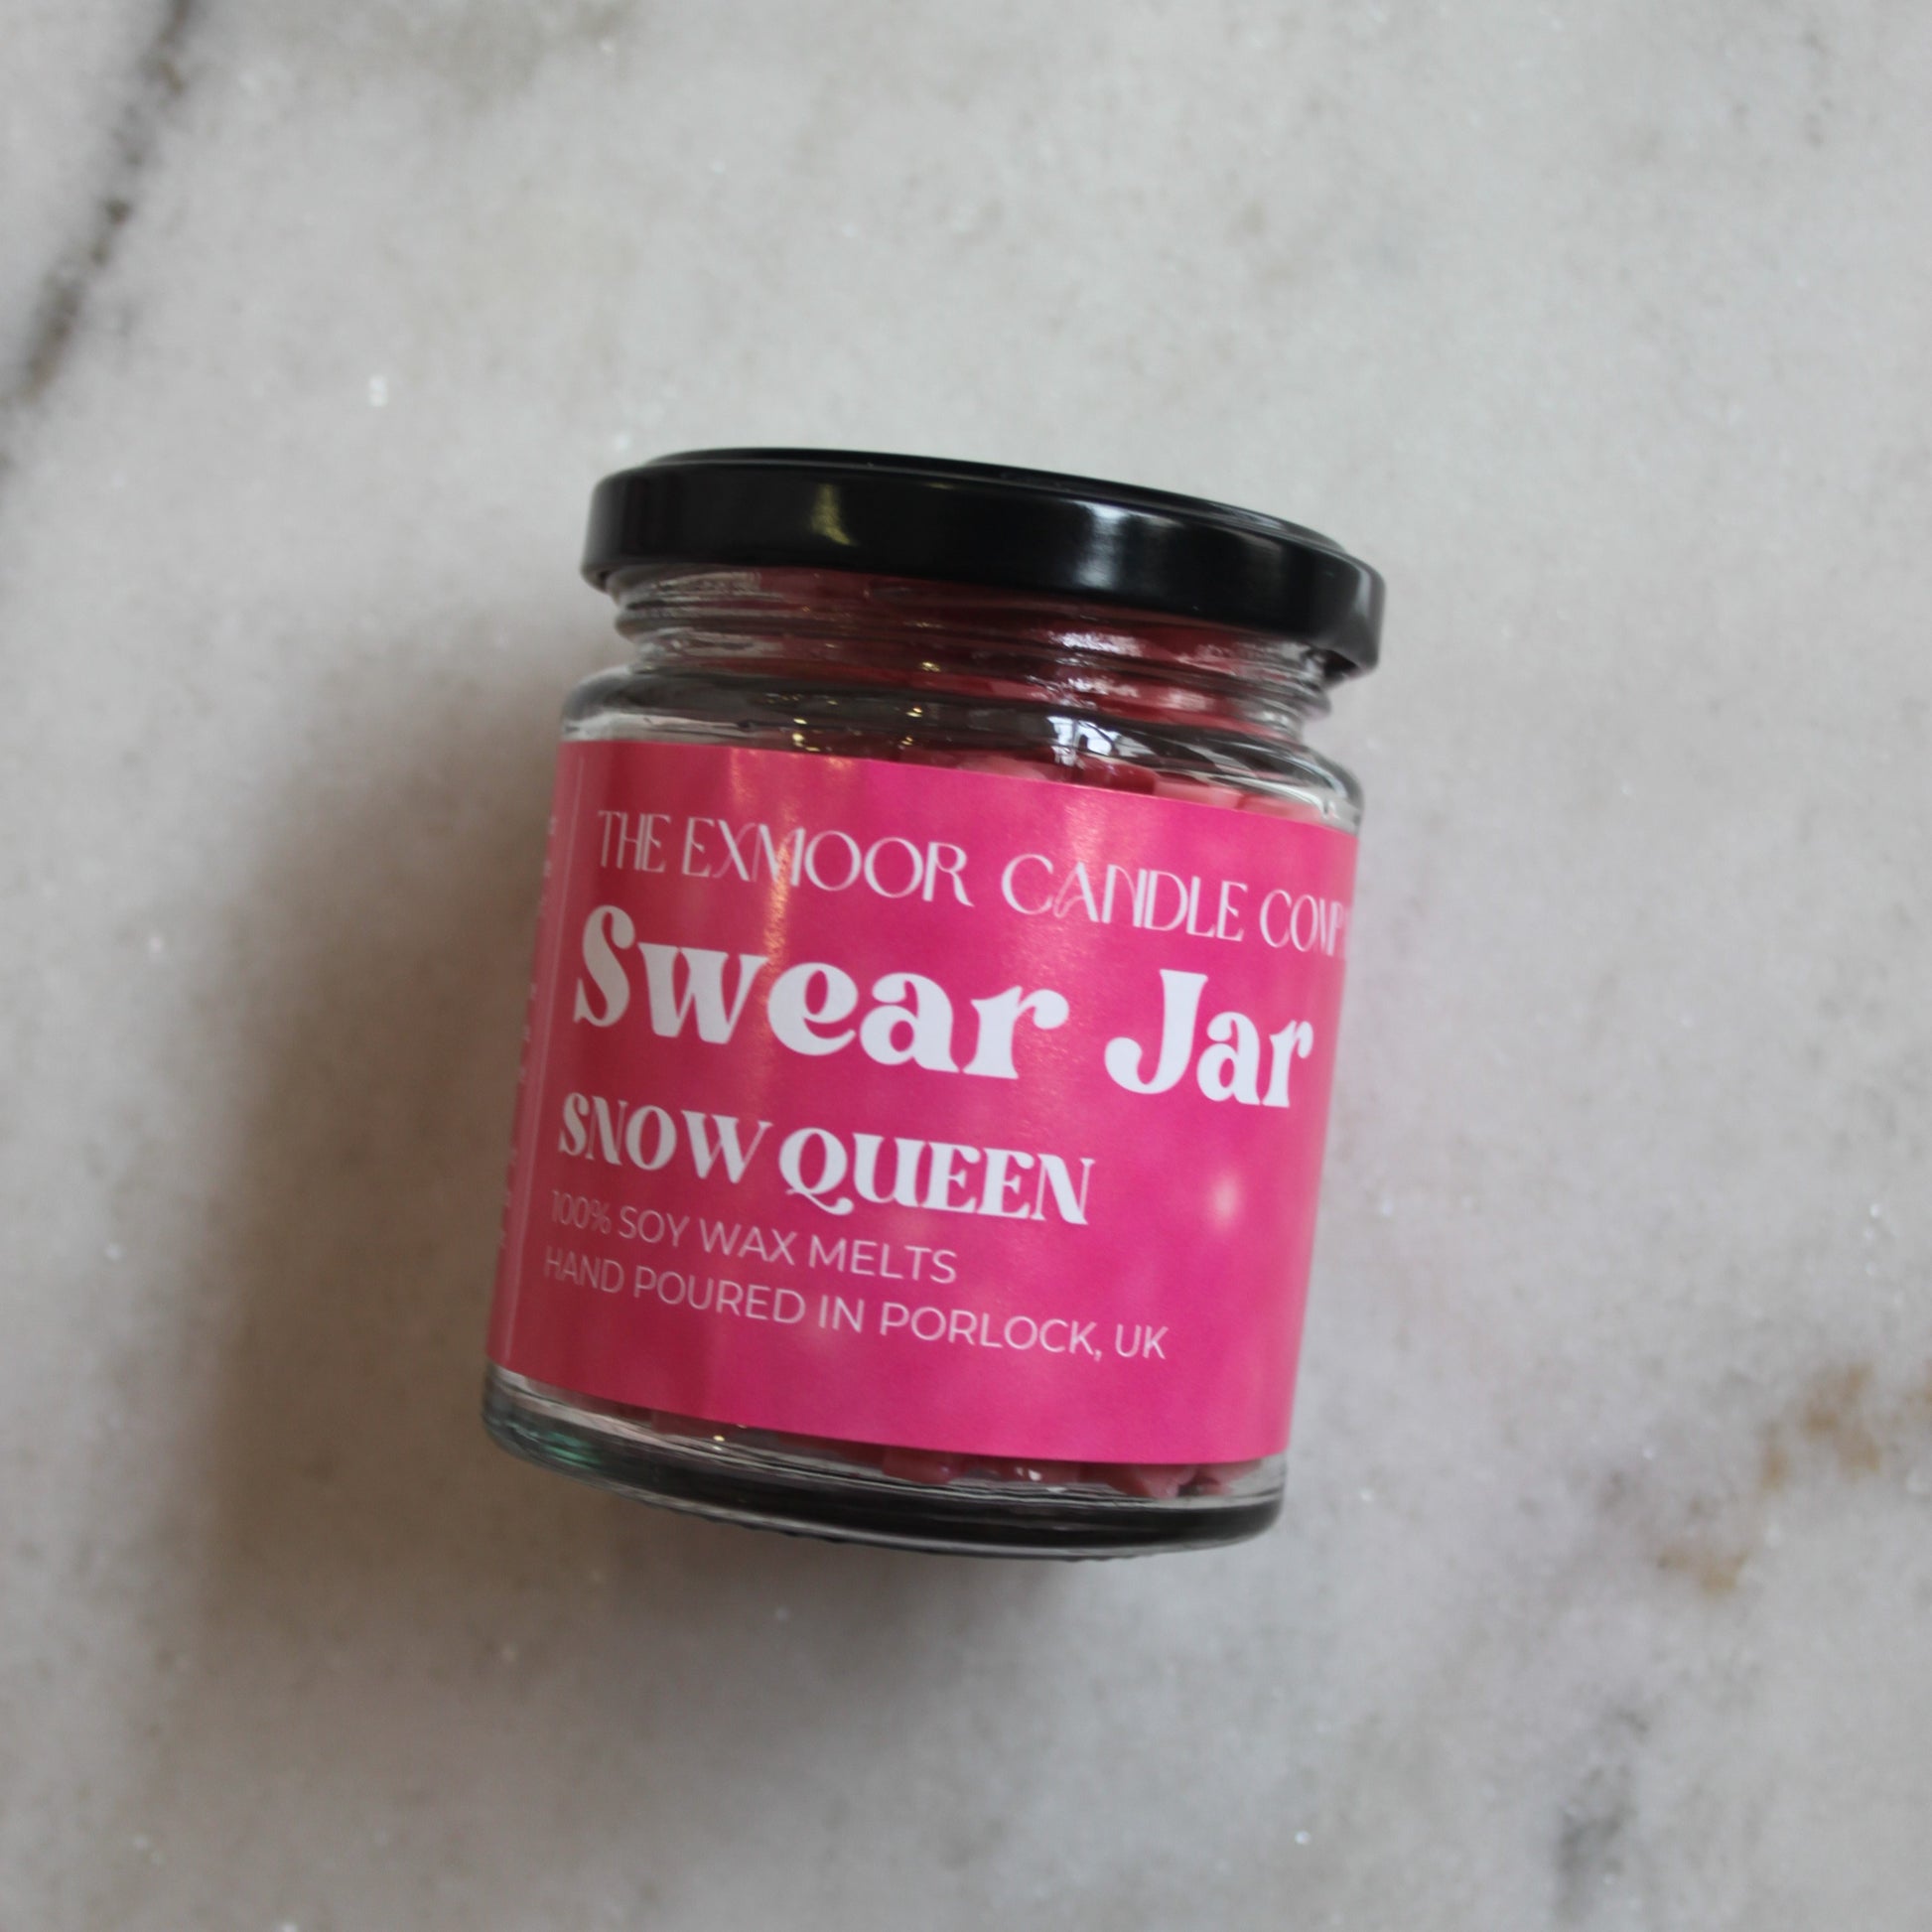 THE EXMOOR CANDLE COMP
Swear Jar
SNOW QUEEN
100% SOY WAX MELTS
HAND POURED IN PORLOCK, UK